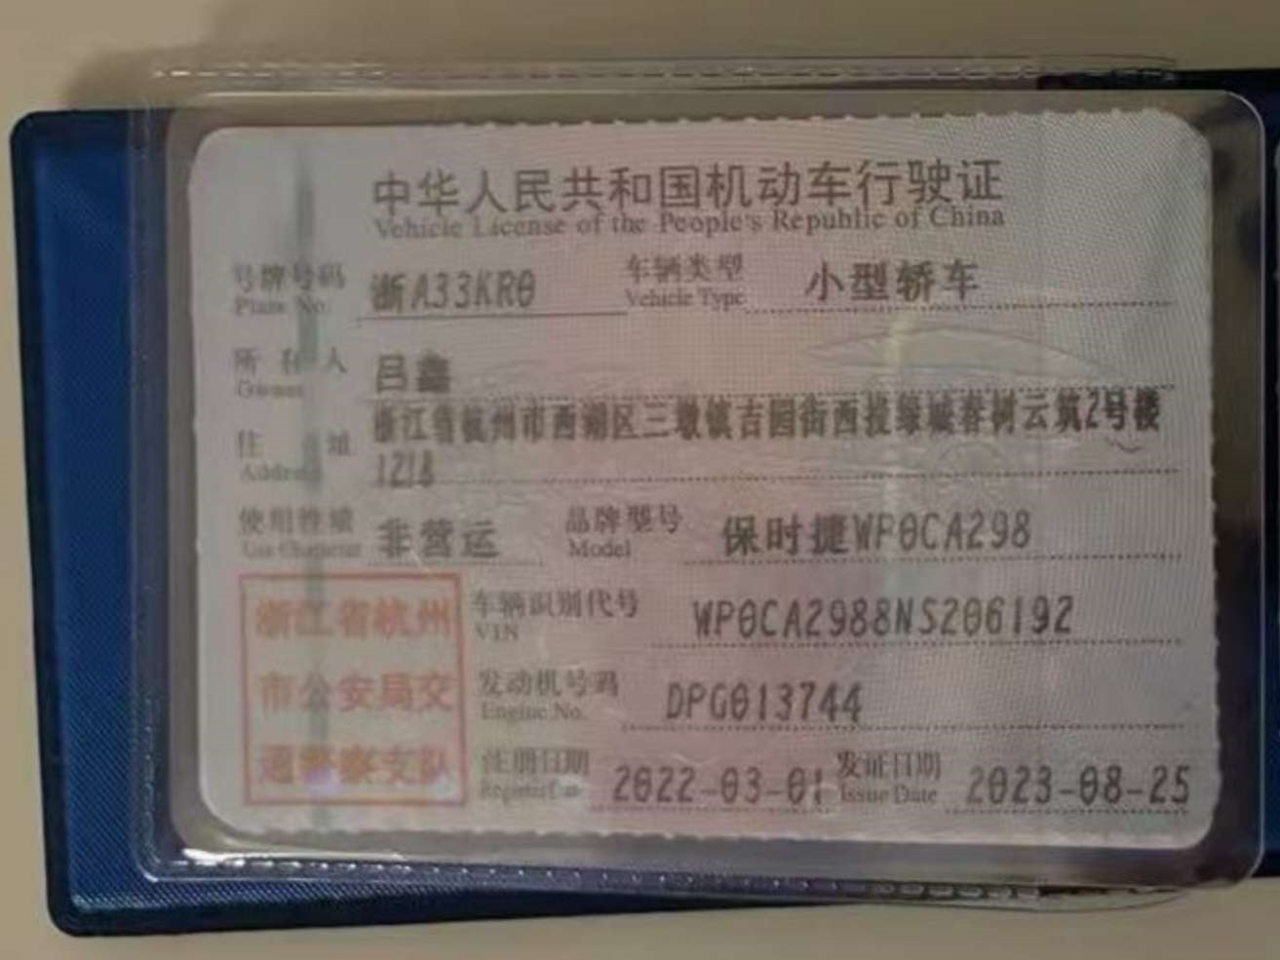 中华人民共和国机动车行驶证
Vehicle License of the People's Republic of China
号牌号码 浙A33KR0 车辆类型 小型轿车
Plate No. Vehicle Type
所有人 吕鑫
Owner
浙江省杭州市西湖区三墩镇吉园街西投绿城春树云筑2号楼
住址 1218
Address
使用性质 非营运 品牌型号 保时捷WP0CA298
Use Character Model
浙江省杭州 车辆识别代号 WP0CA2988NS206192
VIN
市公安局交 发动机号码 DPG013744
Engine No.
通警察支队 注册日期 2022-03-01 发证日期 2023-08-25
Register Date Issue Date